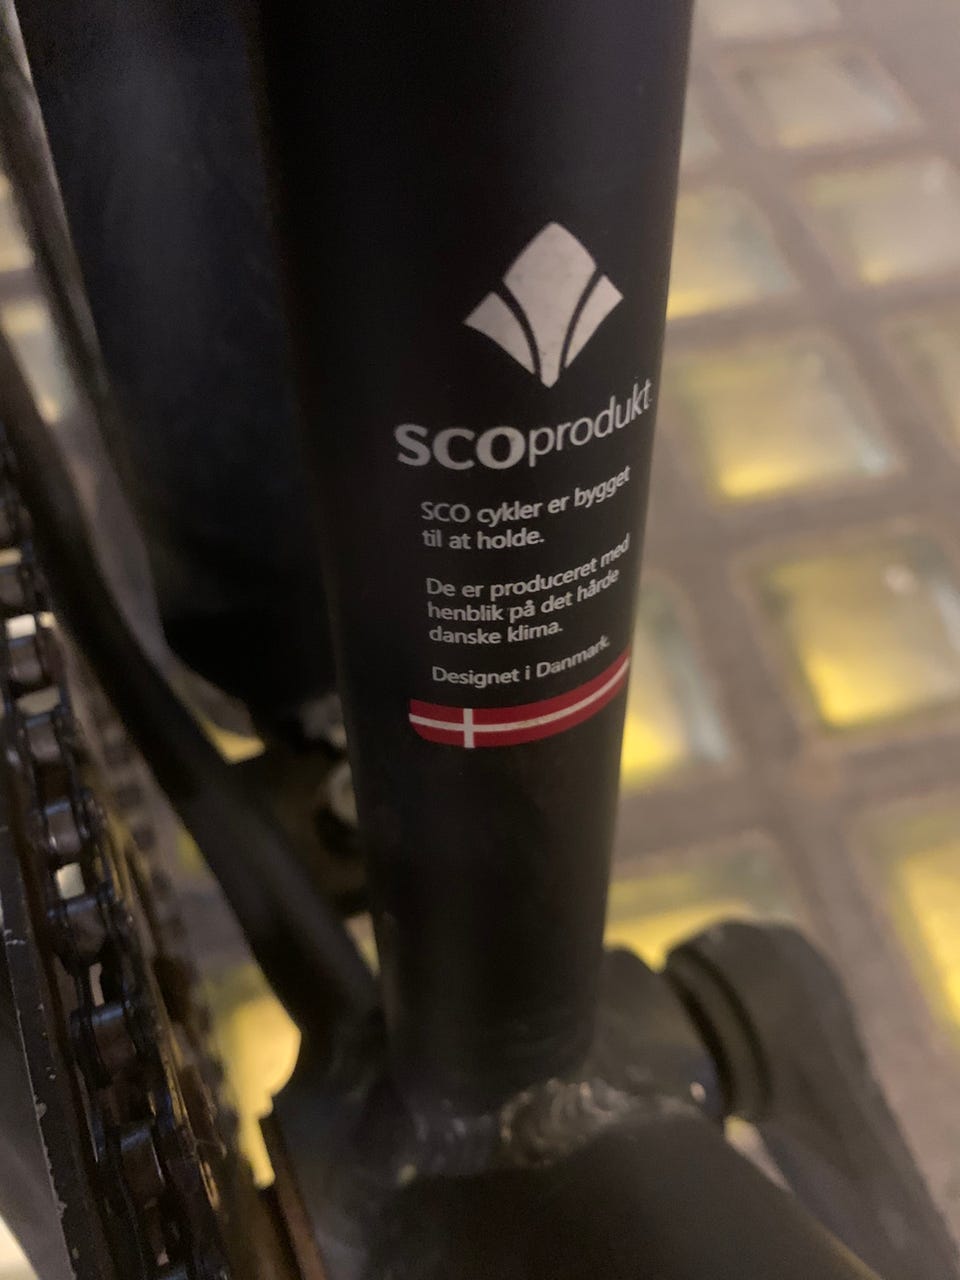 SCOprodukt
SCO cykler er bygget
til at holde.
De er produceret med
henblik på det hårde
danske klima.
Designet i Danmark.